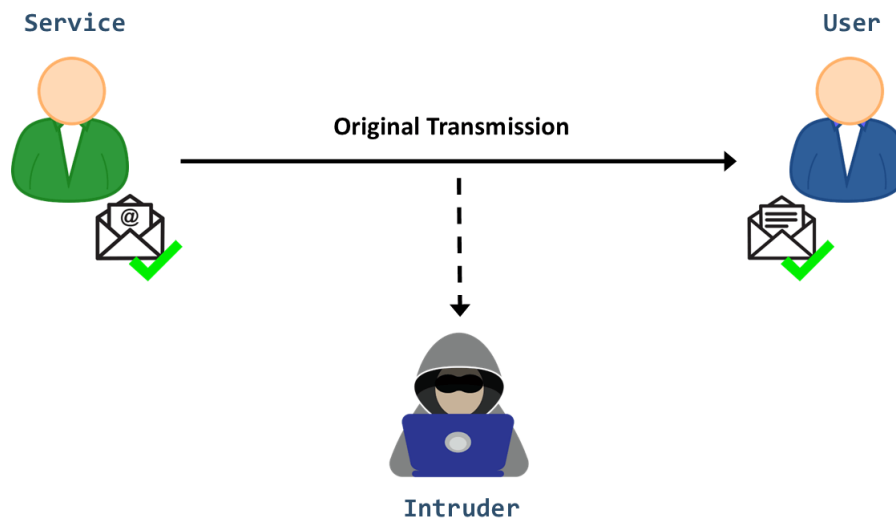 Service
User
Original Transmission
@
Intruder